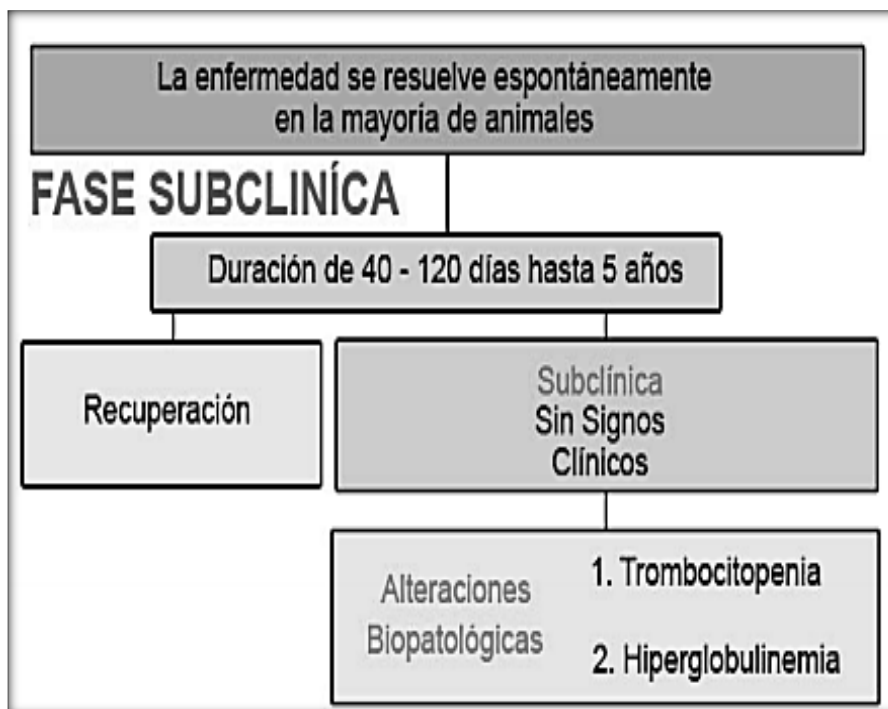 La enfermedad se resuelve espontáneamente
en la mayoría de animales
FASE SUBCLINÍCA
Duración de 40 - 120 días hasta 5 años
Recuperación
Subclínica
Sin Signos
Clínicos
Alteraciones
Biopatológicas
1. Trombocitopenia
2. Hiperglobulinemia